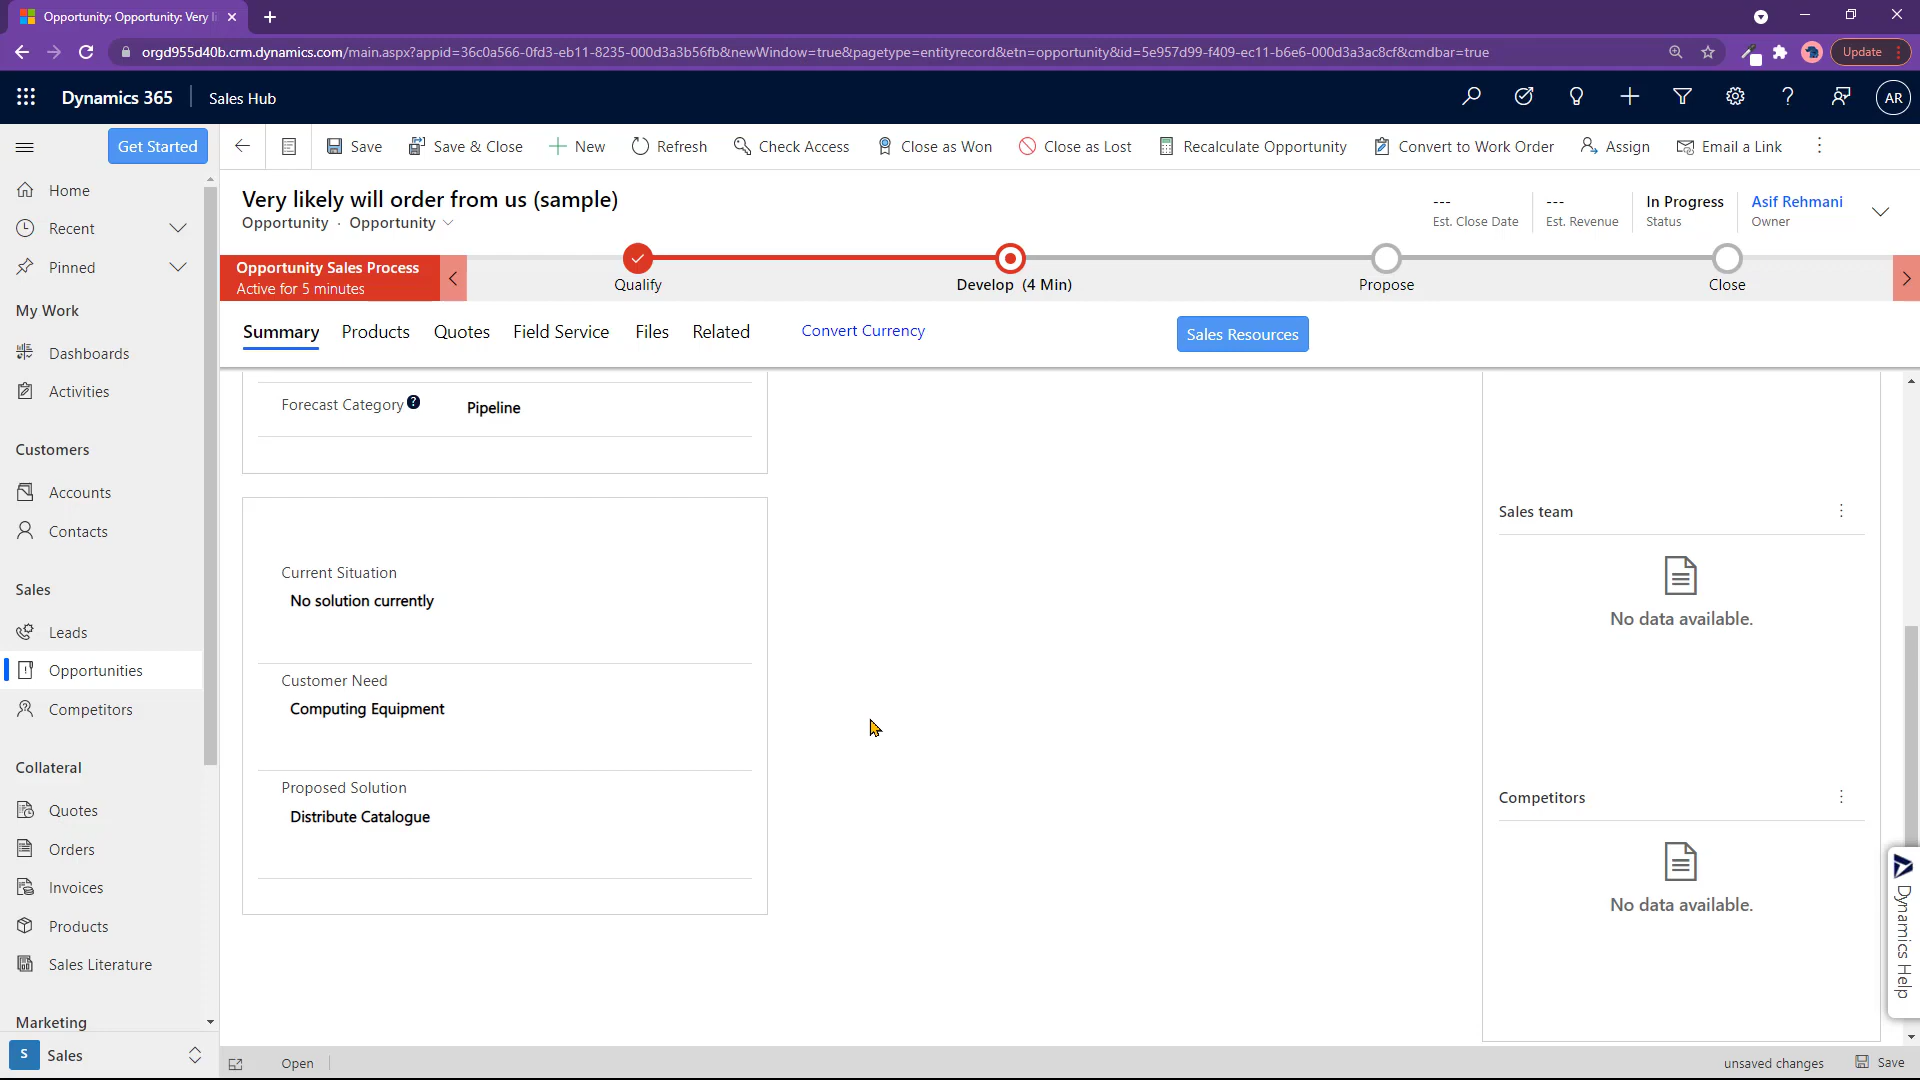 Opportunity: Opportunity: Very li
orgd955d40b.crm.dynamics.com/main.aspx?appid=36c0a566-0fd3-eb11-8235-000d3a3b56fb&newWindow=true&pagetype=entityrecord&etn=opportunity&id=5e957d99-f409-ec11-b6e6-000d3a3ac8cf&cmdbar=true
Update
Dynamics 365
Sales Hub
AR
Get Started
Save
Save & Close
New
Refresh
Check Access
Close as Won
Close as Lost
Recalculate Opportunity
Convert to Work Order
Assign
Email a Link
Home
Recent
Pinned
My Work
Dashboards
Activities
Customers
Accounts
Contacts
Sales
Leads
Opportunities
Competitors
Collateral
Quotes
Orders
Invoices
Products
Sales Literature
Marketing
S
Sales
Very likely will order from us (sample)
Opportunity · Opportunity
---
Est. Close Date
---
Est. Revenue
In Progress
Status
Asif Rehmani
Owner
Opportunity Sales Process
Active for 5 minutes
Qualify
Develop (4 Min)
Propose
Close
Summary
Products
Quotes
Field Service
Files
Related
Convert Currency
Sales Resources
Forecast Category
Pipeline
Current Situation
No solution currently
Customer Need
Computing Equipment
Proposed Solution
Distribute Catalogue
Sales team
No data available.
Competitors
No data available.
Dynamics Help
Open
unsaved changes
Save